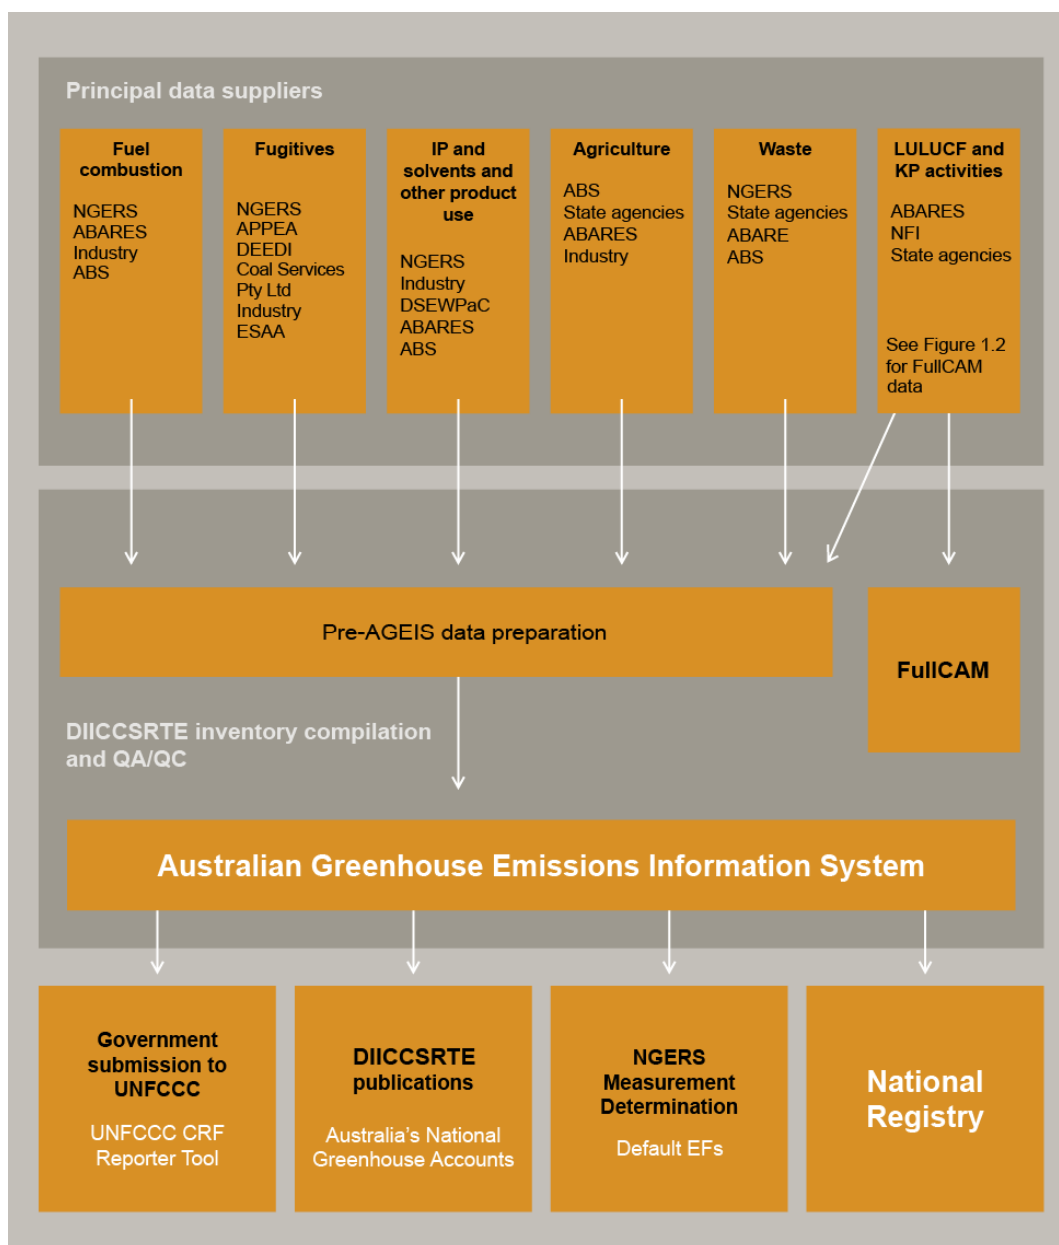 Principal data suppliers
Fuel
combustion
NGERS
ABARES
Industry
ABS
Fugitives
NGERS
APPEA
DEEDI
Coal Services
Pty Ltd
Industry
ESAA
IP and
solvents and
other product
use
NGERS
Industry
DSEWPaC
ABARES
ABS
Agriculture
ABS
State agencies
ABARES
Industry
Waste
NGERS
State agencies
ABARE
ABS
LULUCF and
KP activities
ABARES
NFI
State agencies
See Figure 1.2
for FullCAM
data
Pre-AGEIS data preparation
FullCAM
DIICCSRTE inventory compilation
and QA/QC
Australian Greenhouse Emissions Information System
Government
submission to
UNFCCC
UNFCCC CRF
Reporter Tool
DIICCSRTE
publications
Australia's National
Greenhouse Accounts
NGERS
Measurement
Determination
Default EFs
National
Registry